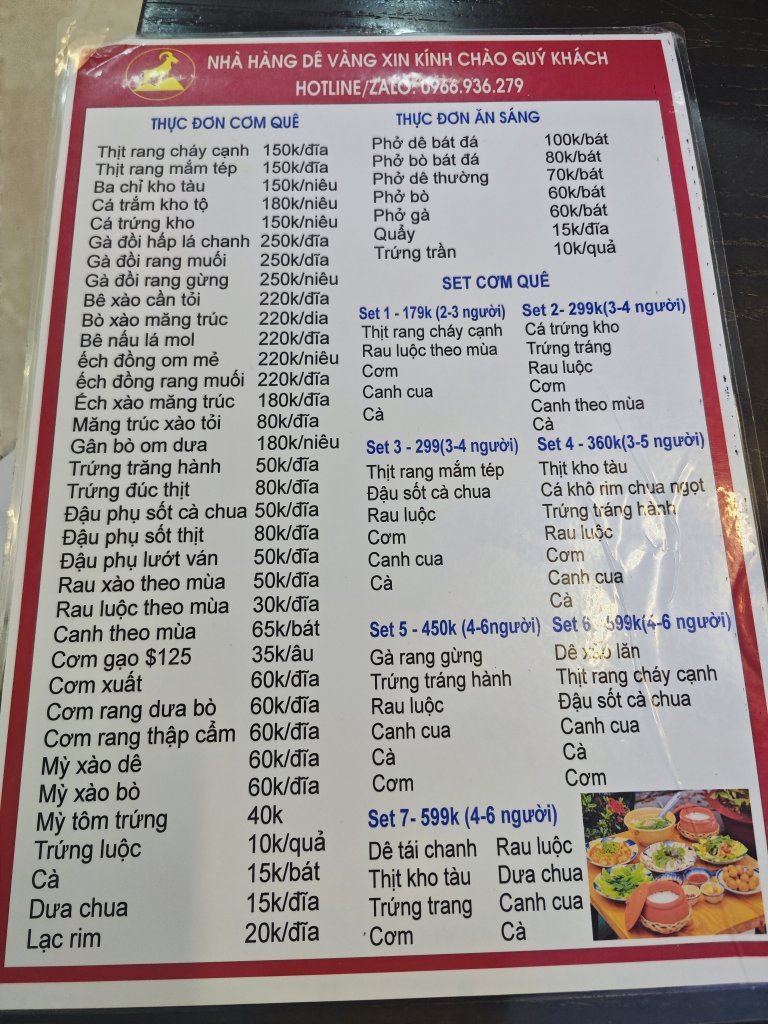 NHÀ HÀNG DÊ VÀNG XIN KÍNH CHÀO QUÝ KHÁCH
HOTLINE/ZALO: 0966.936.279
THỰC ĐƠN CƠM QUÊ
Thịt rang cháy cạnh 150k/đĩa
Thịt rang mắm tép 150k/đĩa
Ba chỉ kho tàu 150k/niêu
Cá trắm kho tộ 180k/niêu
Cá trứng kho 150k/niêu
Gà đồi hấp lá chanh 250k/đĩa
Gà đồi rang muối 250k/dĩa
Gà đồi rang gừng 250k/niêu
Bê xào cần tỏi 220k/đĩa
Bò xào măng trúc 220k/dia
Bê nấu lá mol 220k/đĩa
ếch đồng om mẻ 220k/niêu
ếch đồng rang muối 220k/đĩa
Ếch xào măng trúc 180k/đĩa
Măng trúc xào tỏi 80k/đĩa
Gân bò om dưa 180k/niêu
Trứng trăng hành 50k/đĩa
Trứng đúc thịt 80k/đĩa
Đậu phụ sốt cà chua 50k/đĩa
Đậu phụ sốt thịt 80k/đĩa
Đậu phụ lướt ván 50k/đĩa
Rau xào theo mùa 50k/đĩa
Rau luộc theo mùa 30k/đĩa
Canh theo mùa 65k/bát
Cơm gạo $125 35k/âu
Cơm xuất 60k/đĩa
Cơm rang dưa bò 60k/đĩa
Cơm rang thập cẩm 60k/đĩa
Mỳ xào dê 60k/đĩa
Mỳ xào bò 60k/đĩa
Mỳ tôm trứng 40k
Trứng luộc 10k/quả
Cà 15k/bát
Dưa chua 15k/đĩa
Lạc rim 20k/đĩa
THỰC ĐƠN ĂN SÁNG
Phở dê bát đá 100k/bát
Phở bò bát đá 80k/bát
Phở dê thường 70k/bát
Phở bò 60k/bát
Phở gà 60k/bát
Quẩy 15k/đĩa
Trứng trần 10k/quả
SET CƠM QUÊ
Set 1 - 179k (2-3 người)
Thịt rang cháy cạnh
Rau luộc theo mùa
Cơm
Canh cua
Cà
Set 2- 299k(3-4 người)
Cá trứng kho
Trứng tráng
Rau luộc
Cơm
Canh theo mùa
Cà
Set 3 - 299(3-4 người)
Thịt rang mắm tép
Đậu sốt cà chua
Rau luộc
Cơm
Canh cua
Cà
Set 4 - 360k(3-5 người)
Thịt kho tàu
Cá khô rim chua ngọt
Trứng tráng hành
Rau luộc
Cơm
Canh cua
Cà
Set 5 - 450k (4-6người)
Gà rang gừng
Trứng tráng hành
Rau luộc
Canh cua
Cà
Cơm
Set 6 - 599k(4-6 người)
Dê xào lăn
Thịt rang cháy cạnh
Đậu sốt cà chua
Canh cua
Cà
Cơm
Set 7- 599k (4-6 người)
Dê tái chanh Rau luộc
Thịt kho tàu Dưa chua
Trứng trang Canh cua
Cơm Cà